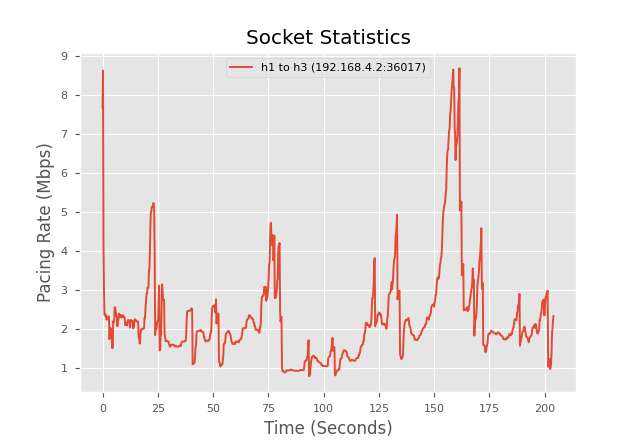 Socket Statistics
h1 to h3 (192.168.4.2:36017)
Pacing Rate (Mbps)
9
8
7
6
5
4
3
2
1
0 25 50 75 100 125 150 175 200
Time (Seconds)